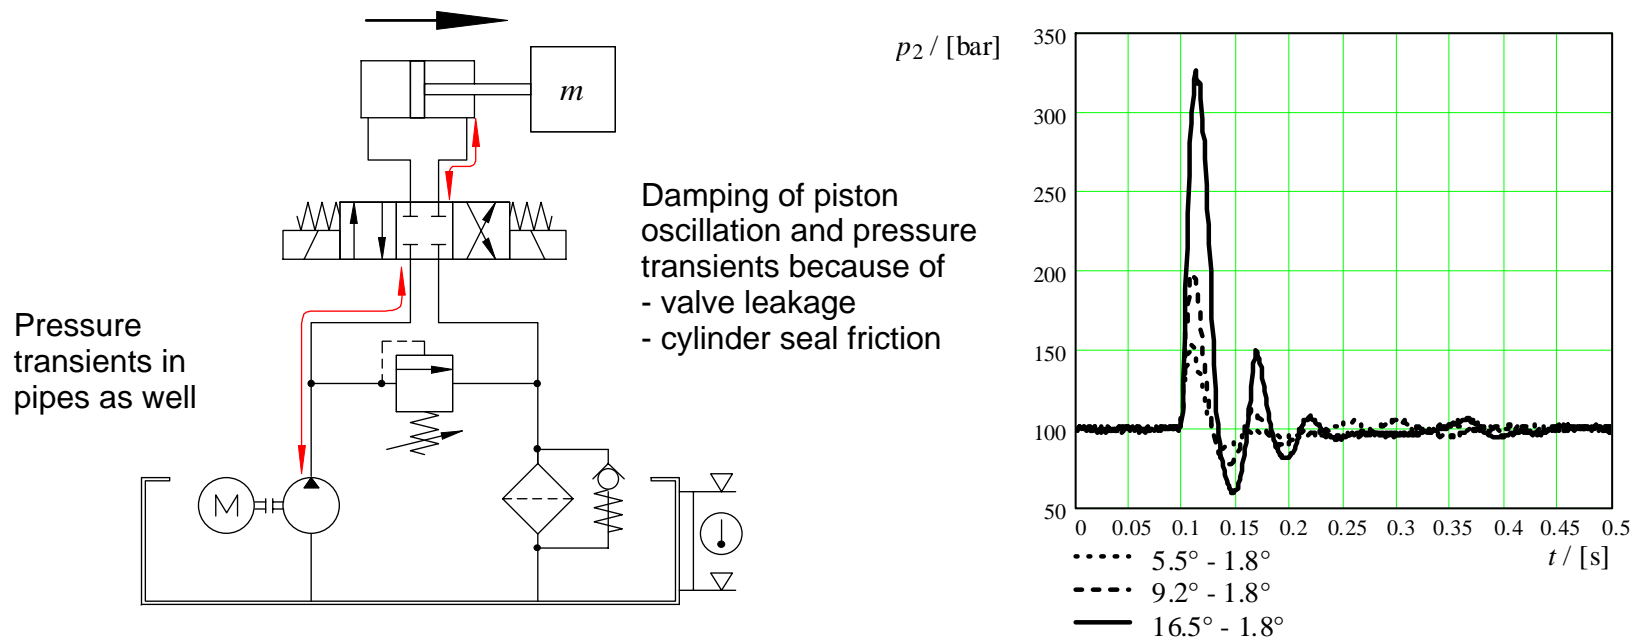 m
Damping of piston
oscillation and pressure
transients because of
- valve leakage
- cylinder seal friction
Pressure
transients in
pipes as well
M
p2 / [bar]
350
300
250
200
150
100
50
0 0.05 0.1 0.15 0.2 0.25 0.3 0.35 0.4 0.45 0.5
t / [s]
5.5° - 1.8°
9.2° - 1.8°
16.5° - 1.8°